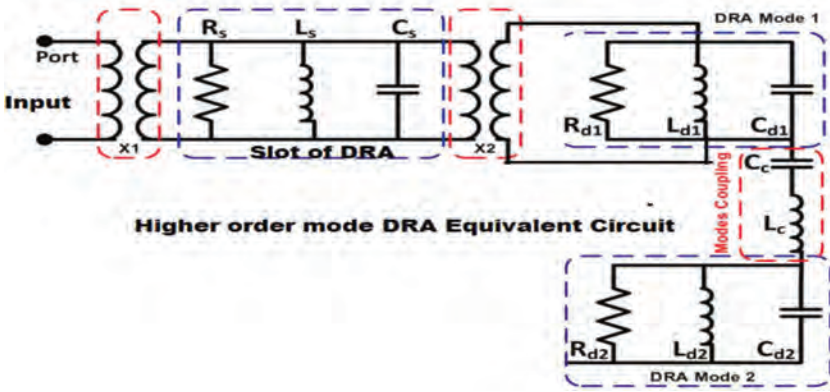 DRA Mode 1
Rs Ls Cs
Port
Input
Rd1 Ld1 Cd1
X1 Slot of DRA X2
Cc
Modes Coupling
Lc
Higher order mode DRA Equivalent Circuit
Rd2 Ld2 Cd2
DRA Mode 2